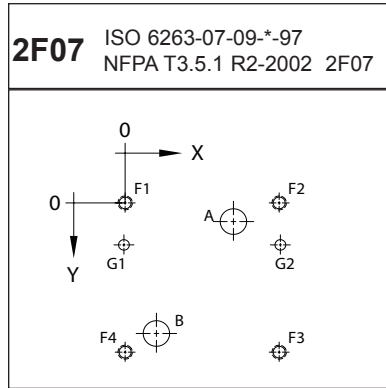 2F07
ISO 6263-07-09-*-97
NFPA T3.5.1 R2-2002 2F07
0
X
0
F1
F2
A
G1
G2
Y
B
F4
F3